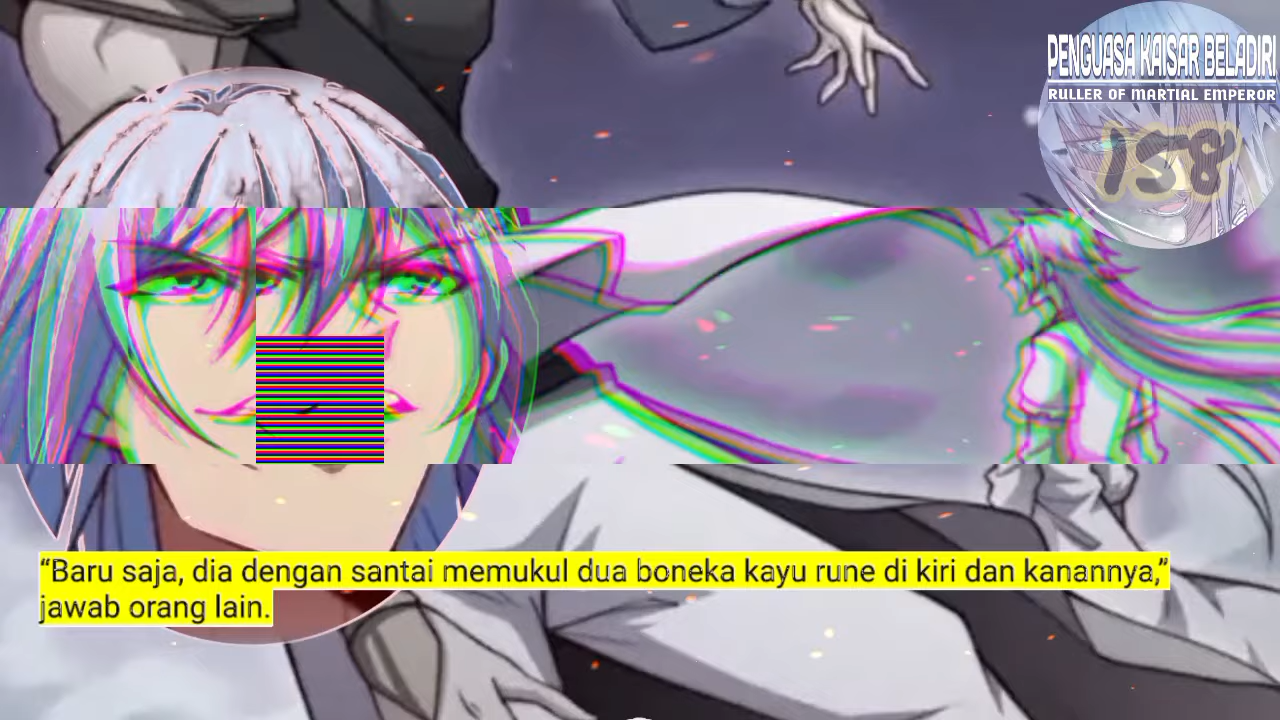 PENGUASA KAISAR BELADIRI
RULLER OF MARTIAL EMPEROR
158
“Baru saja, dia dengan santai memukul dua boneka kayu rune di kiri dan kanannya,”
jawab orang lain.